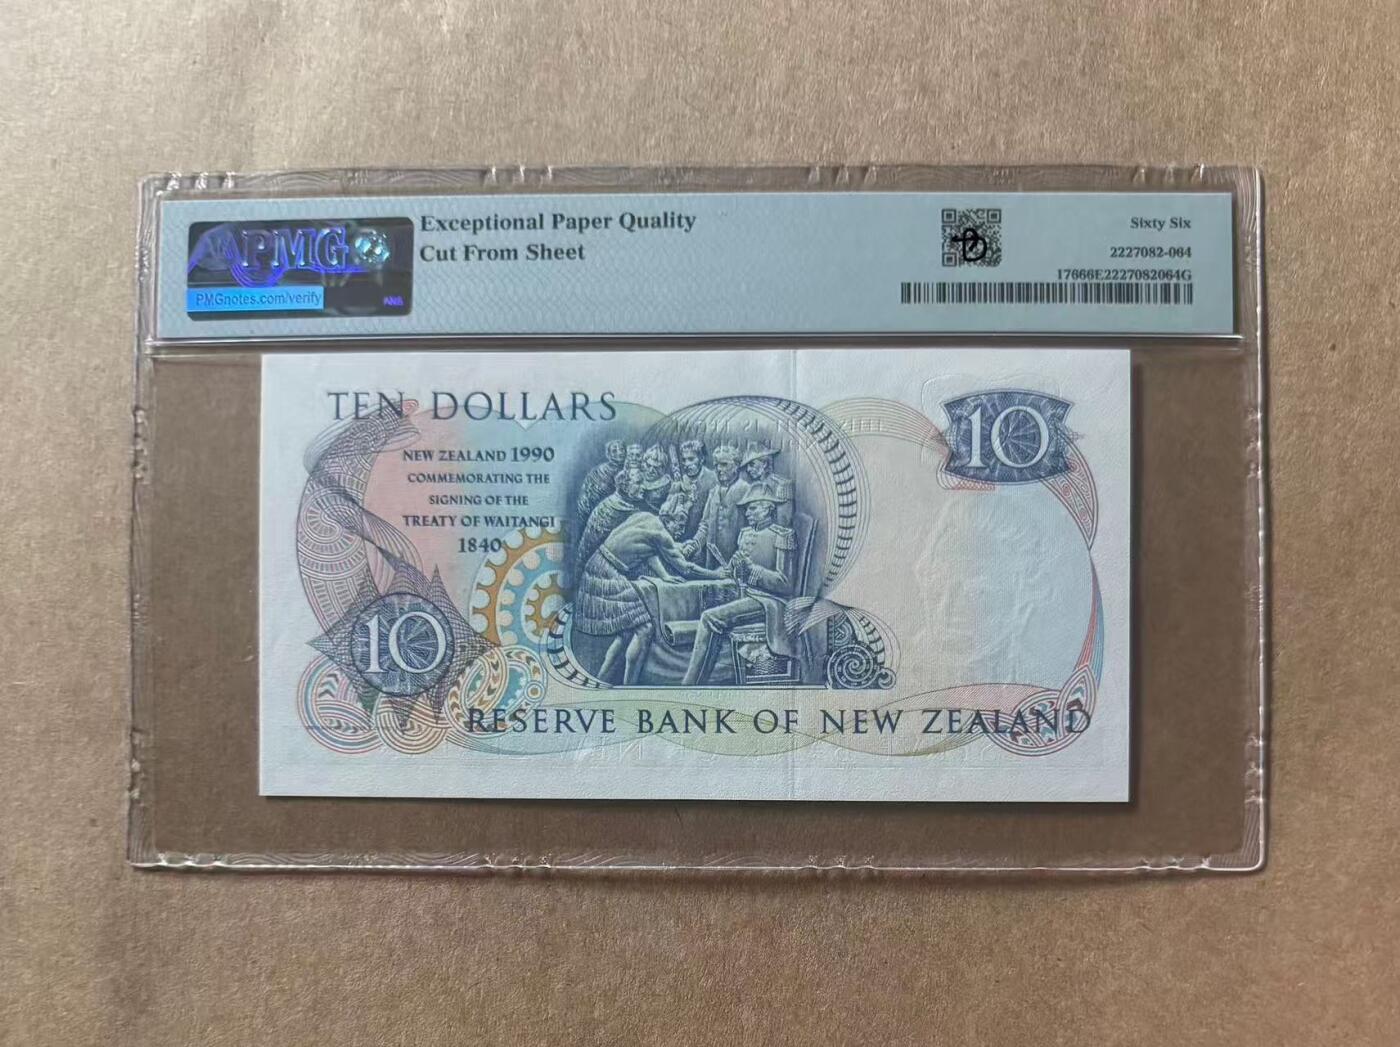 PMG
PMGnotes.com/verify
Exceptional Paper Quality
Cut From Sheet
Sixty Six
2227082-064
17666E2227082064G
TEN DOLLARS
10
NEW ZEALAND 1990
COMMEMORATING THE
SIGNING OF THE
TREATY OF WAITANGI
1840
10
RESERVE BANK OF NEW ZEALAND